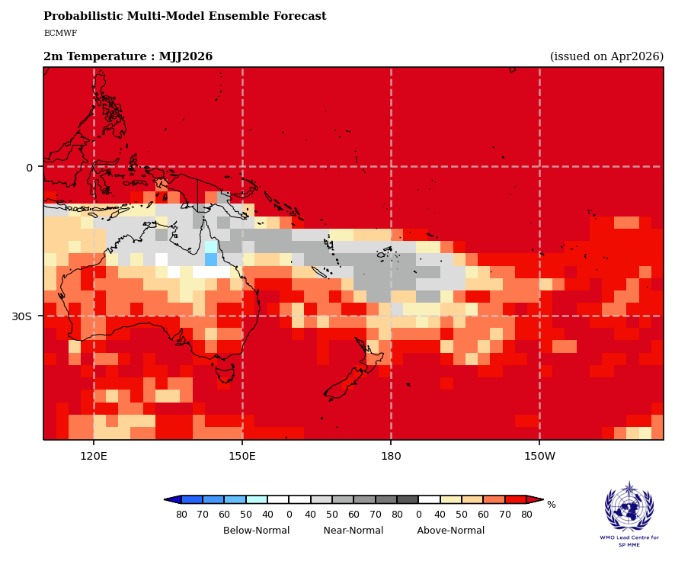 Probabilistic Multi-Model Ensemble Forecast
ECMWF
2m Temperature : MJJ2026 (issued on Apr2026)
0
30S
120E 150E 180 150W
80 70 60 50 40 0 40 50 60 70 80 0 40 50 60 70 80 %
Below-Normal Near-Normal Above-Normal
WMO Lead Centre for
SP MME